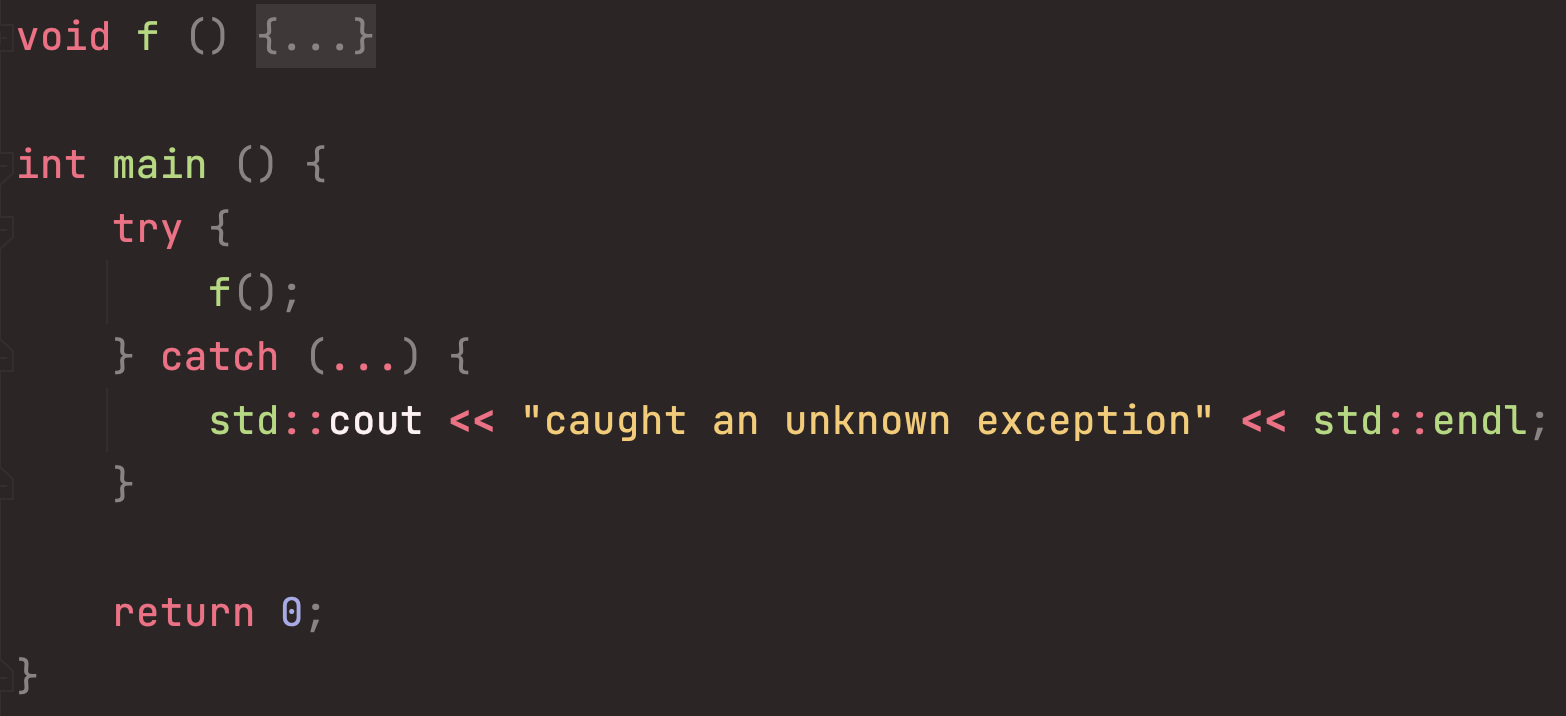 void f () {...}
int main () {
    try {
        f();
    } catch (...) {
        std::cout << "caught an unknown exception" << std::endl;
    }
    return 0;
}